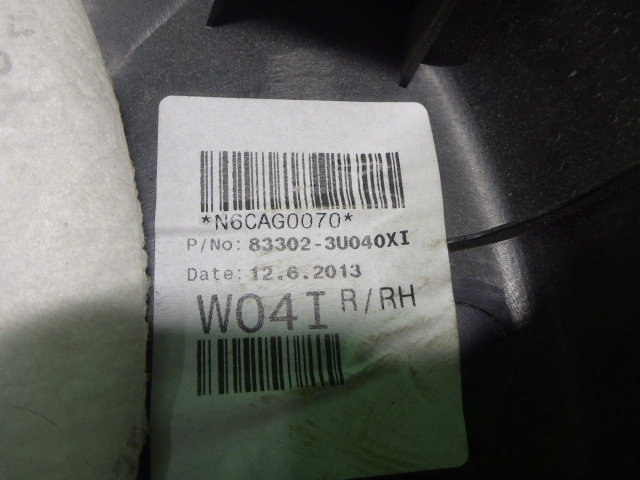 *N6CAG0070*
P/No: 83302-3U040XI
Date: 12.6.2013
W04I R/RH